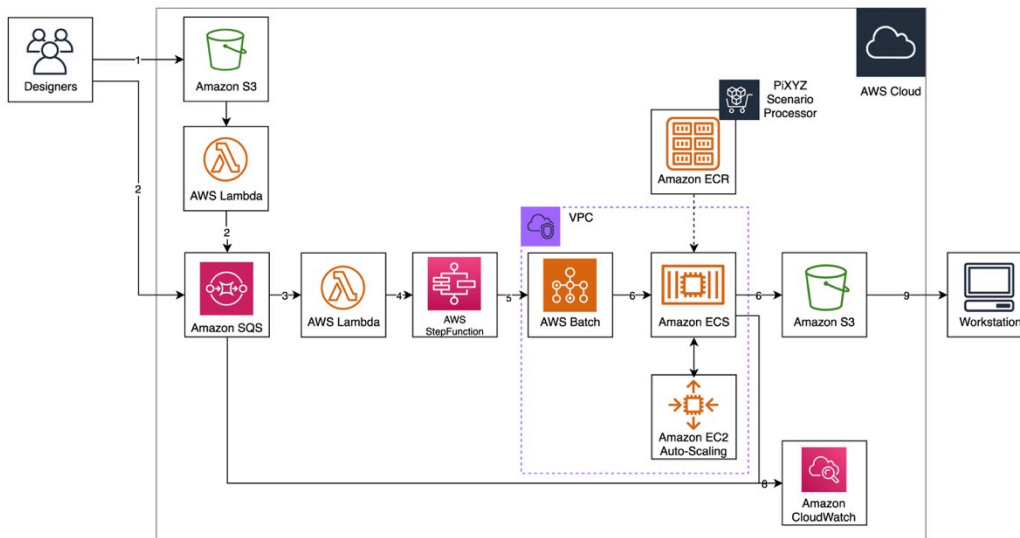 Designers
1
Amazon S3
AWS Cloud
PiXYZ
Scenario
Processor
AWS Lambda
Amazon ECR
2
2
VPC
Amazon SQS
3
AWS Lambda
4
AWS
StepFunction
5
AWS Batch
6
Amazon ECS
6
Amazon S3
9
Workstation
Amazon EC2
Auto-Scaling
8
Amazon
CloudWatch